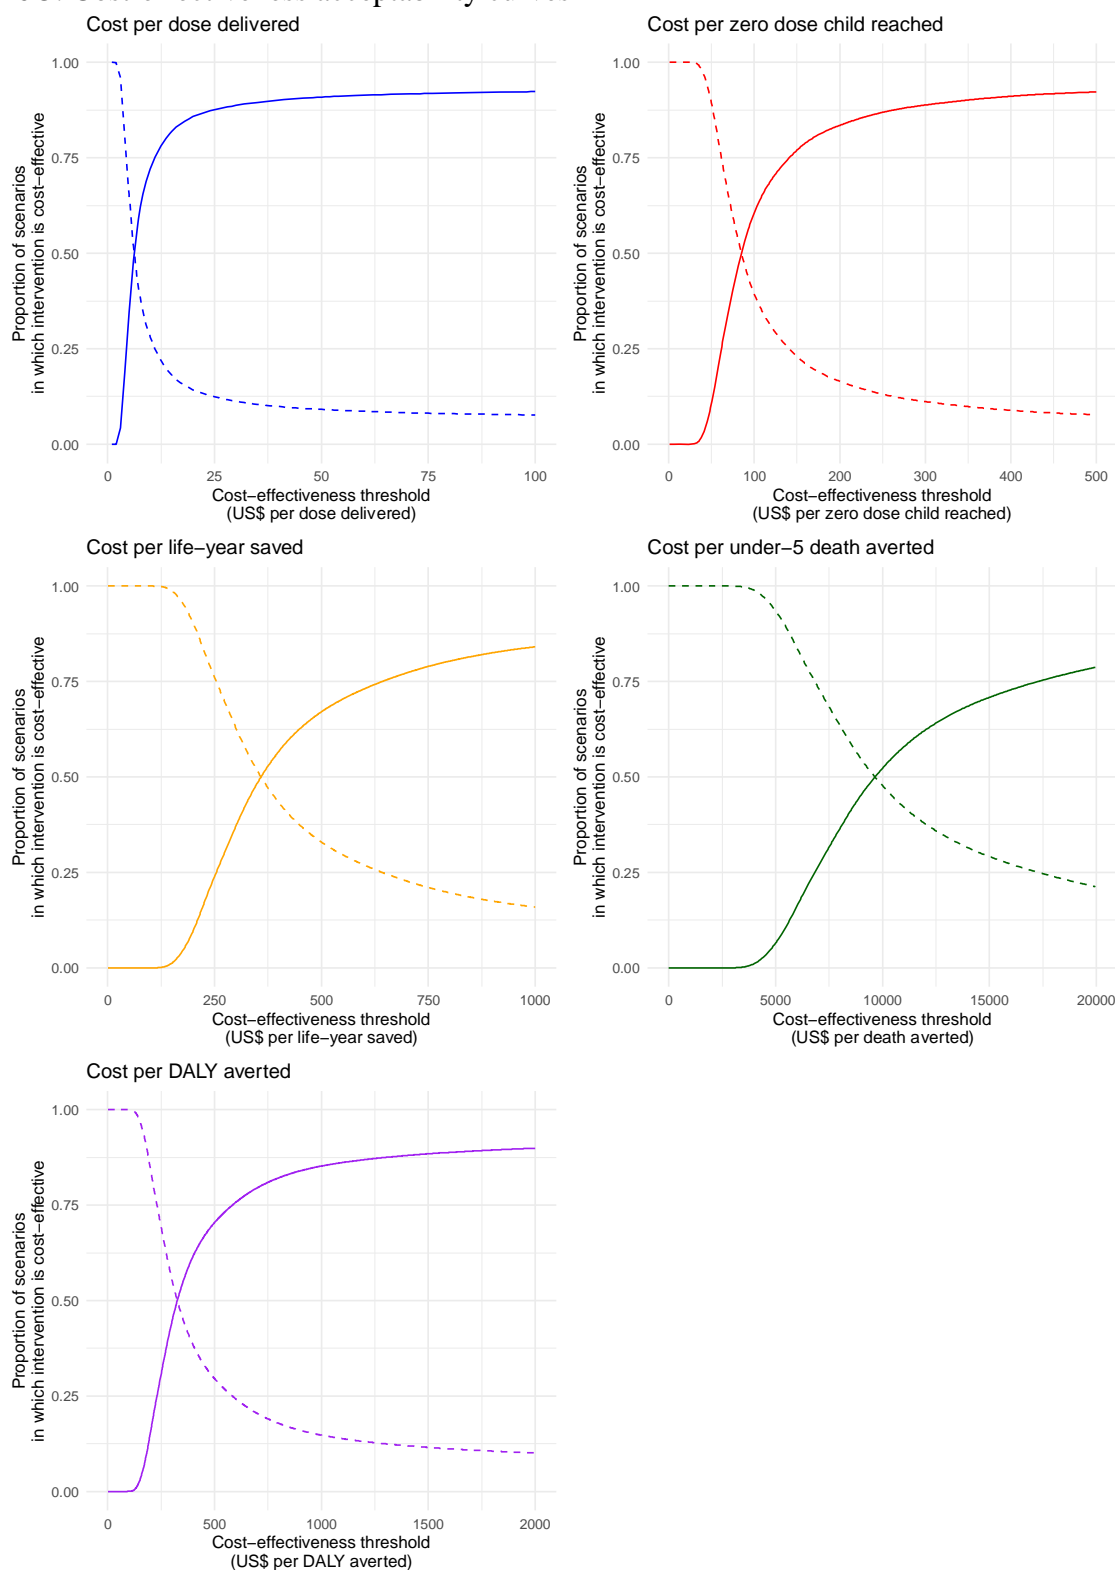 Cost per dose delivered
1.00
0.75
0.50
0.25
0.00
Proportion of scenarios
in which intervention is cost−effective
0 25 50 75 100
Cost−effectiveness threshold
(US$ per dose delivered)
Cost per zero dose child reached
1.00
0.75
0.50
0.25
0.00
Proportion of scenarios
in which intervention is cost−effective
0 100 200 300 400 500
Cost−effectiveness threshold
(US$ per zero dose child reached)
Cost per life−year saved
1.00
0.75
0.50
0.25
0.00
Proportion of scenarios
in which intervention is cost−effective
0 250 500 750 1000
Cost−effectiveness threshold
(US$ per life−year saved)
Cost per under−5 death averted
1.00
0.75
0.50
0.25
0.00
Proportion of scenarios
in which intervention is cost−effective
0 5000 10000 15000 20000
Cost−effectiveness threshold
(US$ per death averted)
Cost per DALY averted
1.00
0.75
0.50
0.25
0.00
Proportion of scenarios
in which intervention is cost−effective
0 500 1000 1500 2000
Cost−effectiveness threshold
(US$ per DALY averted)